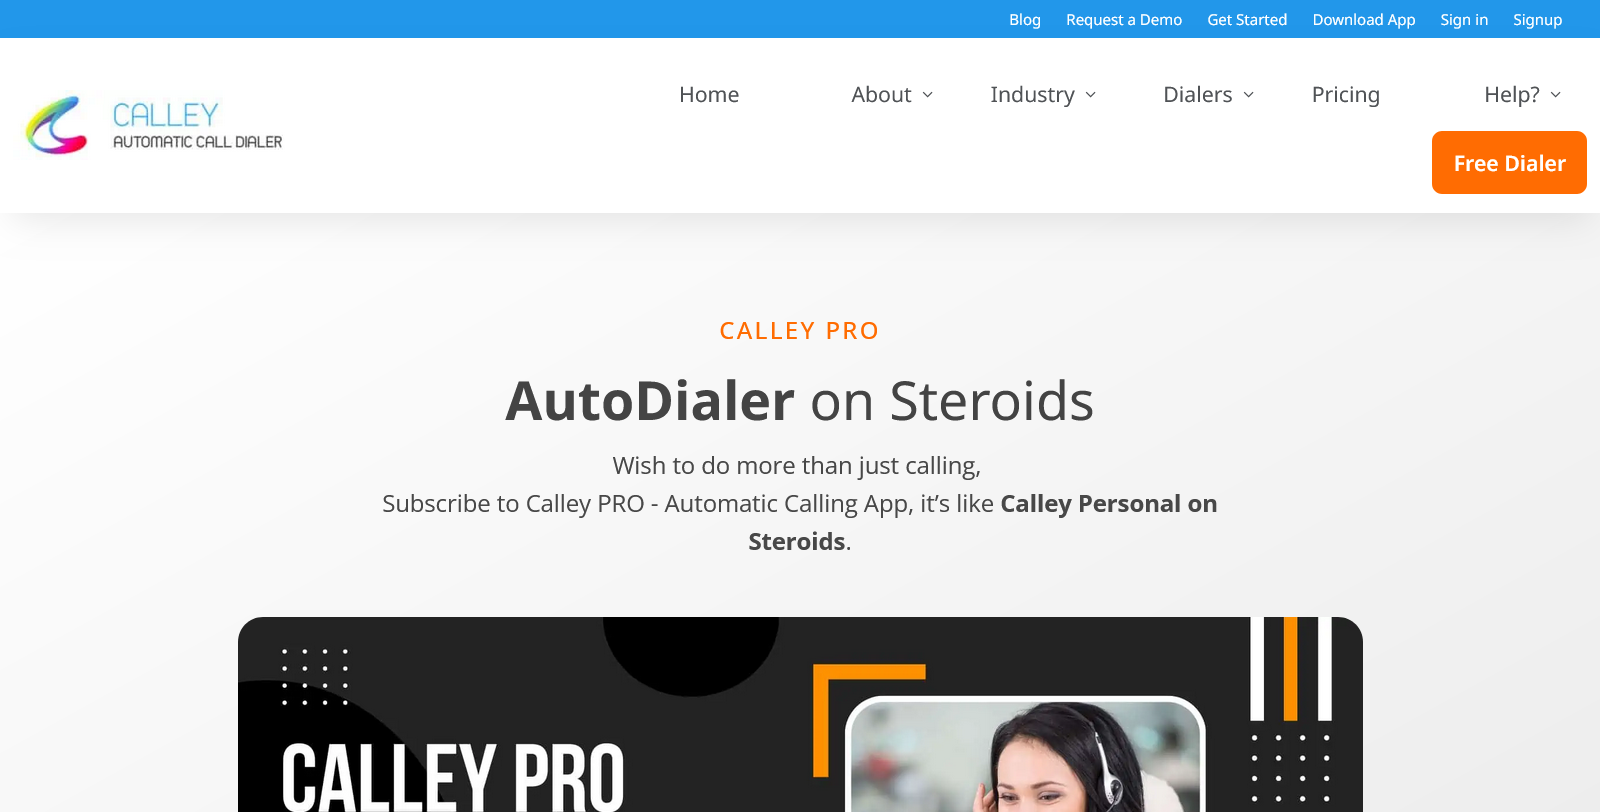 Blog Request a Demo Get Started Download App Sign in Signup
CALLEY
AUTOMATIC CALL DIALER
Home About Industry Dialers Pricing Help?
Free Dialer
CALLEY PRO
AutoDialer on Steroids
Wish to do more than just calling,
Subscribe to Calley PRO - Automatic Calling App, it’s like Calley Personal on
Steroids.
CALLEY PRO